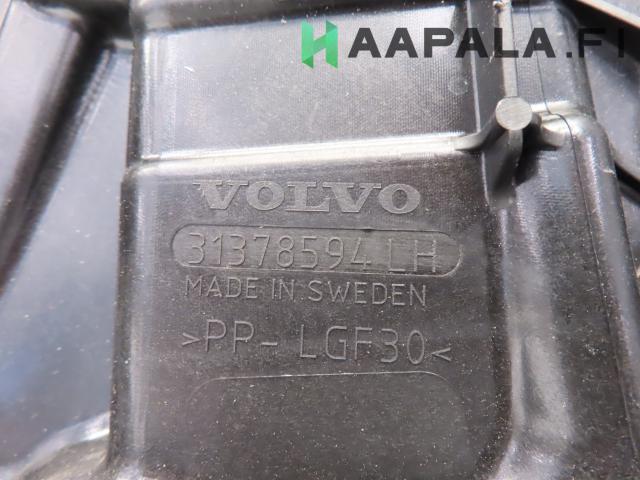 HAAPALA.FI
VOLVO
31378594 LH
MADE IN SWEDEN
>PP- LGF30<